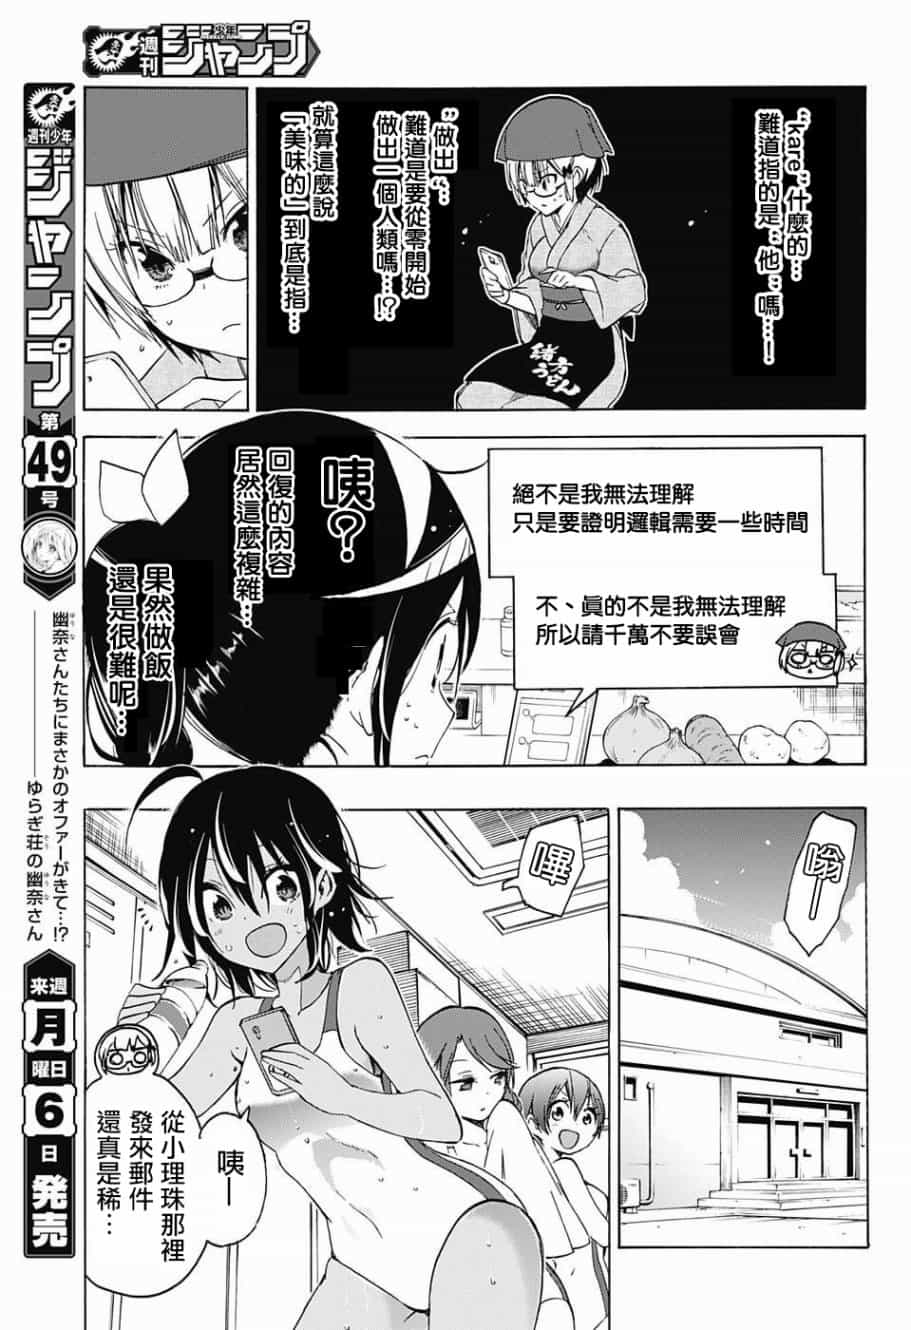 少年
週刊
ジャンプ
週刊少年
ジャンプ
第
49
号
幽奈さんたちにまさかのオファーがきて…!?
ゆらぎ荘の幽奈さん
来週
月
曜日
6
日
発売
“kare”什麼的…
難道指的是“他”嗎…！
“做出”…
難道是要從零開始
做出一個人類嗎…!?
就算這麼說
「美味的」到底是指…
緒方
うどん
絕不是我無法理解
只是要證明邏輯需要一些時間
不、真的不是我無法理解
所以請千萬不要誤會
咦？
回復的內容
居然這麼複雜…
果然做飯
還是很難呢…
嗡—
嗶
咦—
從小理珠那裡
發來郵件
還真是稀…